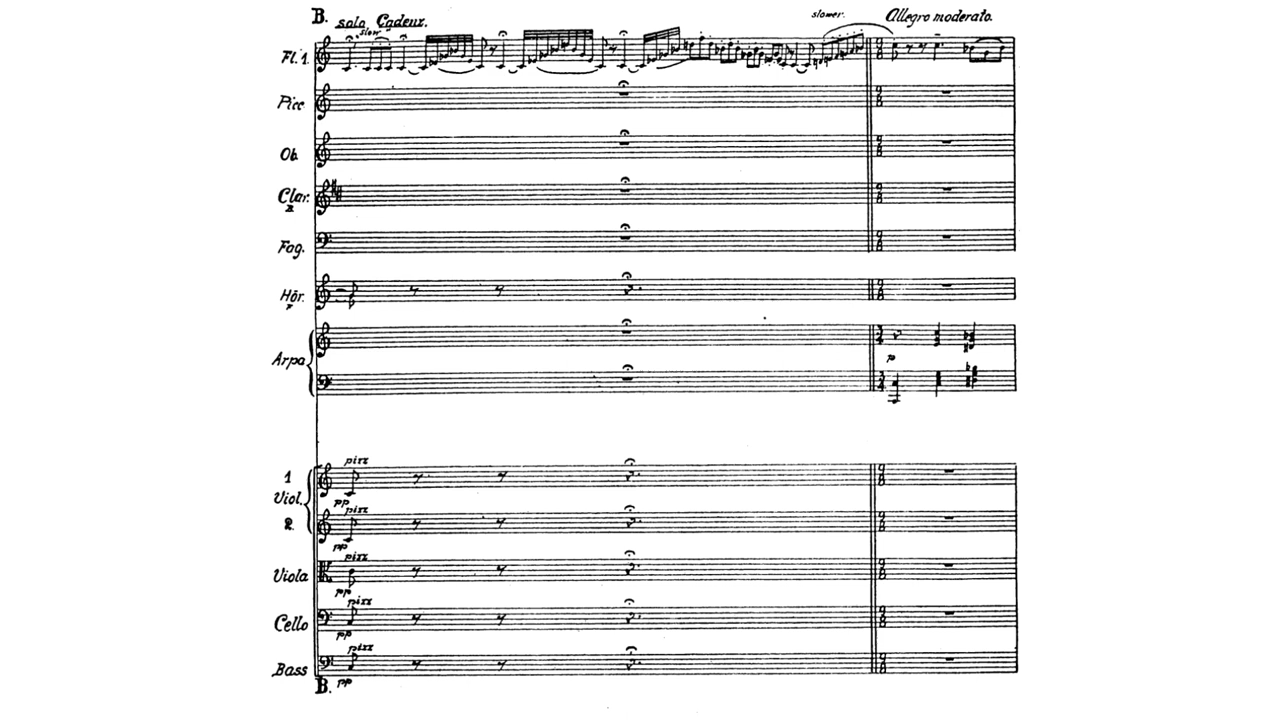 B. solo Cadenz. slower. Allegro moderato.
slow
Fl. 1.
Picc
Ob.
Clar.
B.
Fag.
Hör.
F
Arpa
p
pizz
1
Viol.
pp
pizz
2.
pp
pizz
Viola
pp
pizz
Cello
pp
pizz
Bass
B. pp